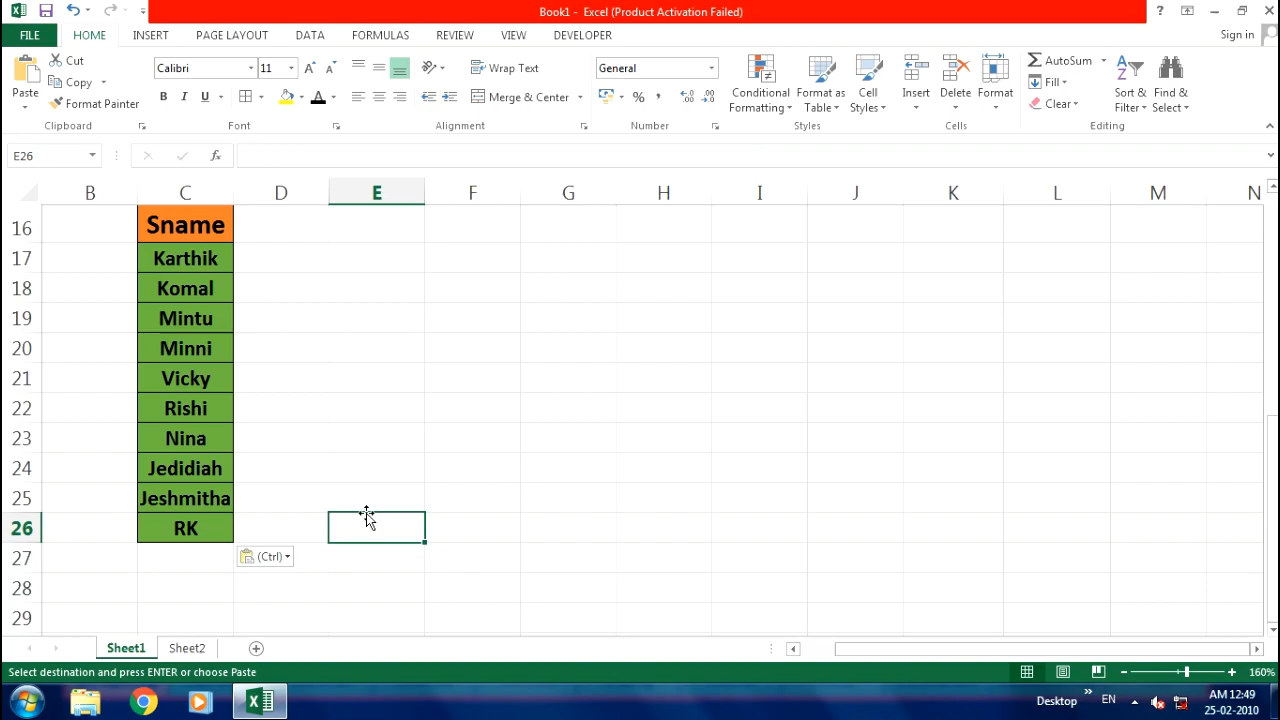 Book1 - Excel (Product Activation Failed)
?
FILE HOME INSERT PAGE LAYOUT DATA FORMULAS REVIEW VIEW DEVELOPER Sign in
Paste
Cut
Copy
Format Painter
Clipboard
Calibri 11
B I U A
Font
Wrap Text
Merge & Center
Alignment
General
% ,
Number
Conditional Formatting
Format as Table
Cell Styles
Styles
Insert
Delete
Format
Cells
AutoSum
Fill
Clear
Sort & Filter
Find & Select
Editing
E26 fx
B C D E F G H I J K L M N
16 Sname
17 Karthik
18 Komal
19 Mintu
20 Minni
21 Vicky
22 Rishi
23 Nina
24 Jedidiah
25 Jeshmitha
26 RK
27 (Ctrl)
28
29
Sheet1 Sheet2
Select destination and press ENTER or choose Paste 160%
Desktop EN AM 12:49
25-02-2010